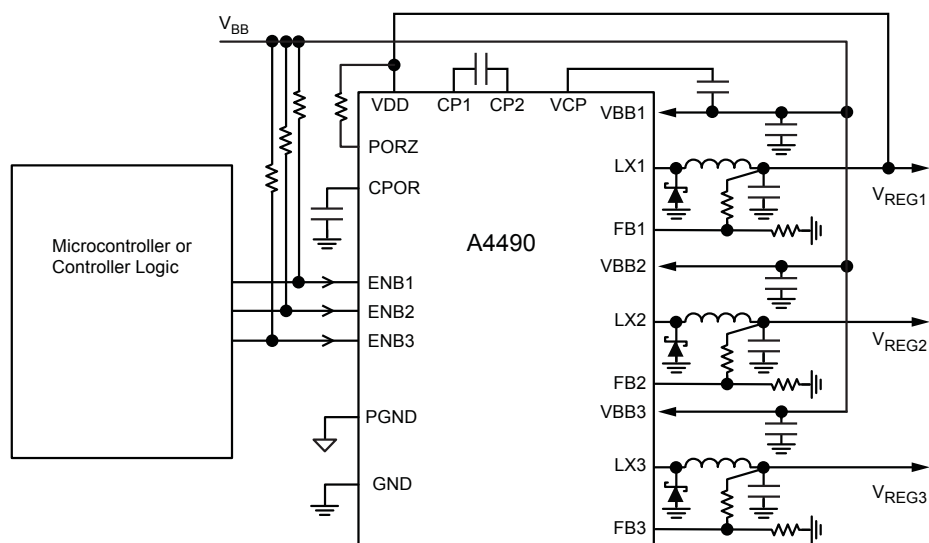 VBB
VDD
CP1
CP2
VCP
VBB1
PORZ
LX1
CPOR
VREG1
FB1
A4490
Microcontroller or
Controller Logic
VBB2
ENB1
ENB2
LX2
ENB3
VREG2
FB2
PGND
VBB3
LX3
GND
VREG3
FB3